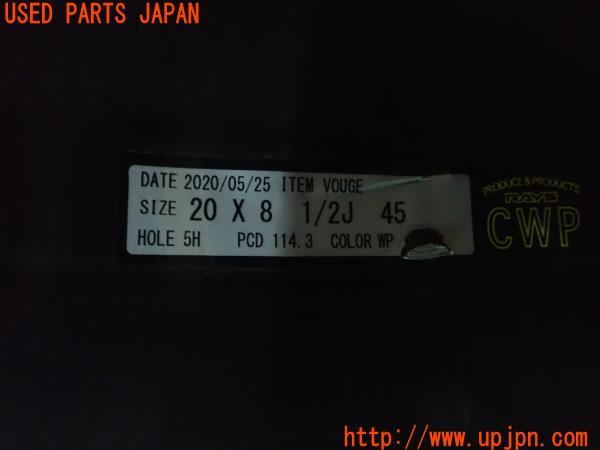 USED PARTS JAPAN
DATE 2020/05/25 ITEM VOUGE
SIZE 20 X 8 1/2J 45
HOLE 5H PCD 114.3 COLOR WP
PRODUCE & PRODUCTS
RAYS
CWP
http://www.upjpn.com/